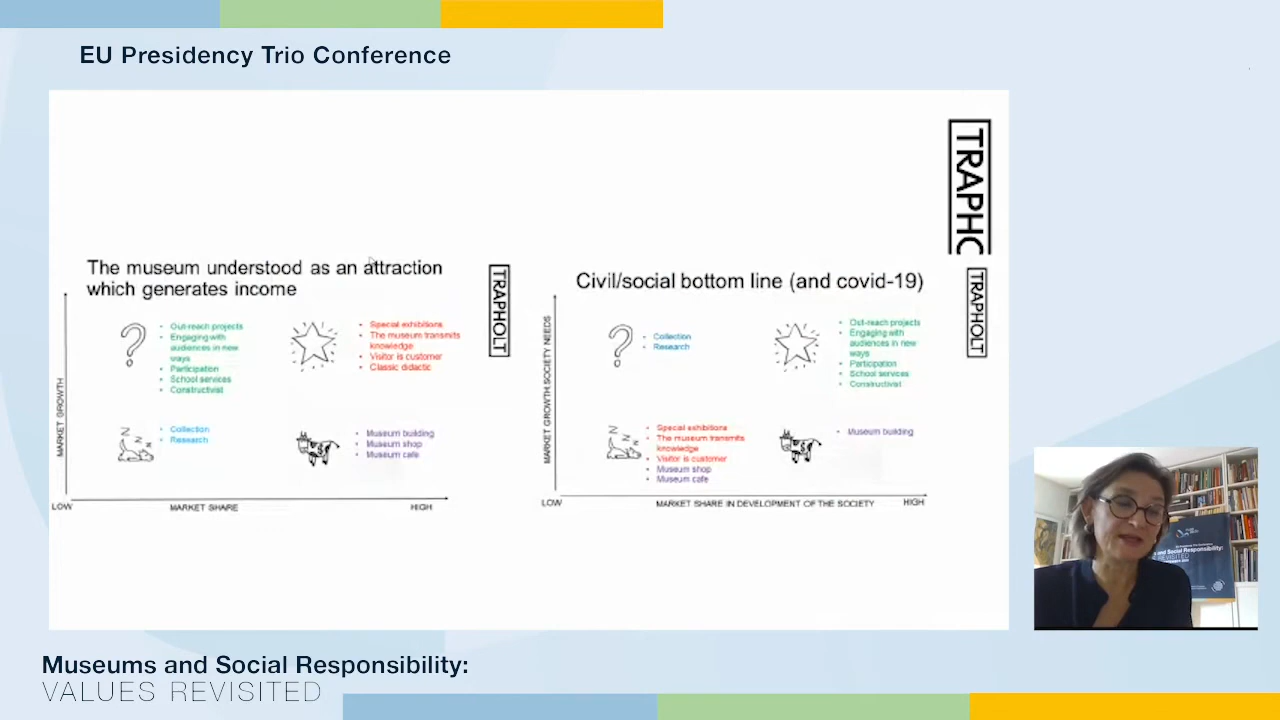 EU Presidency Trio Conference
TRAPHO
The museum understood as an attraction
which generates income
TRAPHOLT
MARKET GROWTH
• Out-reach projects
• Engaging with
audiences in new
ways
• Participation
• School services
• Constructivist
• Special exhibitions
• The museum transmits
knowledge
• Visitor is customer
• Classic didactic
• Collection
• Research
• Museum building
• Museum shop
• Museum cafe
LOW
MARKET SHARE
HIGH
Civil/social bottom line (and covid-19)
TRAPHOLT
MARKET GROWTH:SOCIETY NEEDS
• Collection
• Research
• Out-reach projects
• Engaging with
audiences in new
ways
• Participation
• School services
• Constructivist
• Special exhibitions
• The museum transmits
knowledge
• Visitor is customer
• Museum shop
• Museum cafe
• Museum building
LOW
MARKET SHARE IN DEVELOPMENT OF THE SOCIETY
HIGH
Museums and Social Responsibility:
VALUES REVISITED